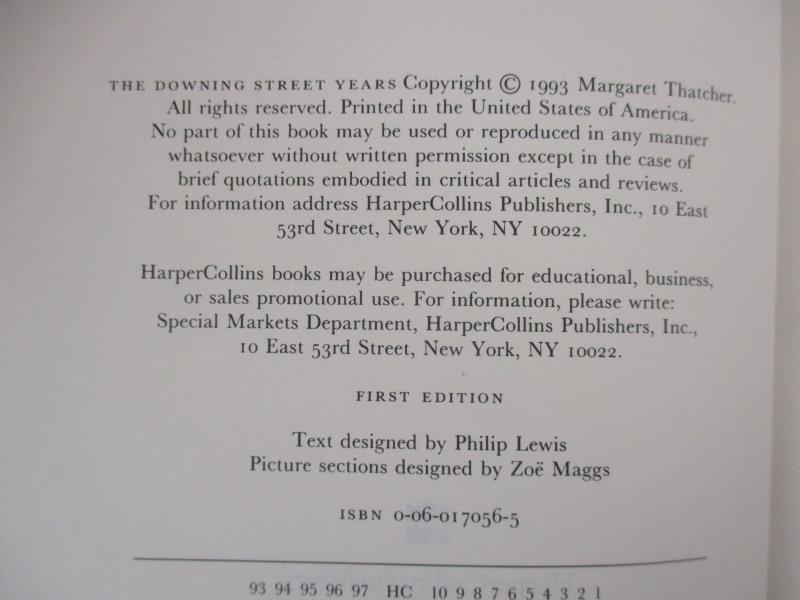 THE DOWNING STREET YEARS Copyright © 1993 Margaret Thatcher.
All rights reserved. Printed in the United States of America.
No part of this book may be used or reproduced in any manner
whatsoever without written permission except in the case of
brief quotations embodied in critical articles and reviews.
For information address HarperCollins Publishers, Inc., 10 East
53rd Street, New York, NY 10022.
HarperCollins books may be purchased for educational, business,
or sales promotional use. For information, please write:
Special Markets Department, HarperCollins Publishers, Inc.,
10 East 53rd Street, New York, NY 10022.
FIRST EDITION
Text designed by Philip Lewis
Picture sections designed by Zoë Maggs
ISBN 0-06-017056-5
93 94 95 96 97 HC 10 9 8 7 6 5 4 3 2 1